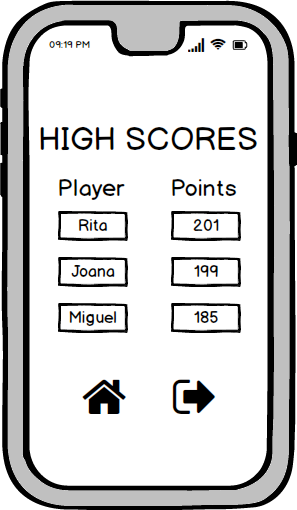 09:19 PM
HIGH SCORES
Player Points
Rita 201
Joana 199
Miguel 185